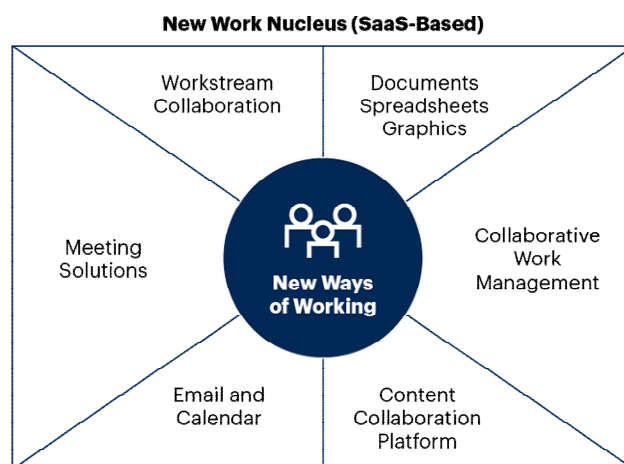 New Work Nucleus (SaaS-Based)
Workstream
Collaboration
Documents
Spreadsheets
Graphics
Meeting
Solutions
New Ways
of Working
Collaborative
Work
Management
Email and
Calendar
Content
Collaboration
Platform